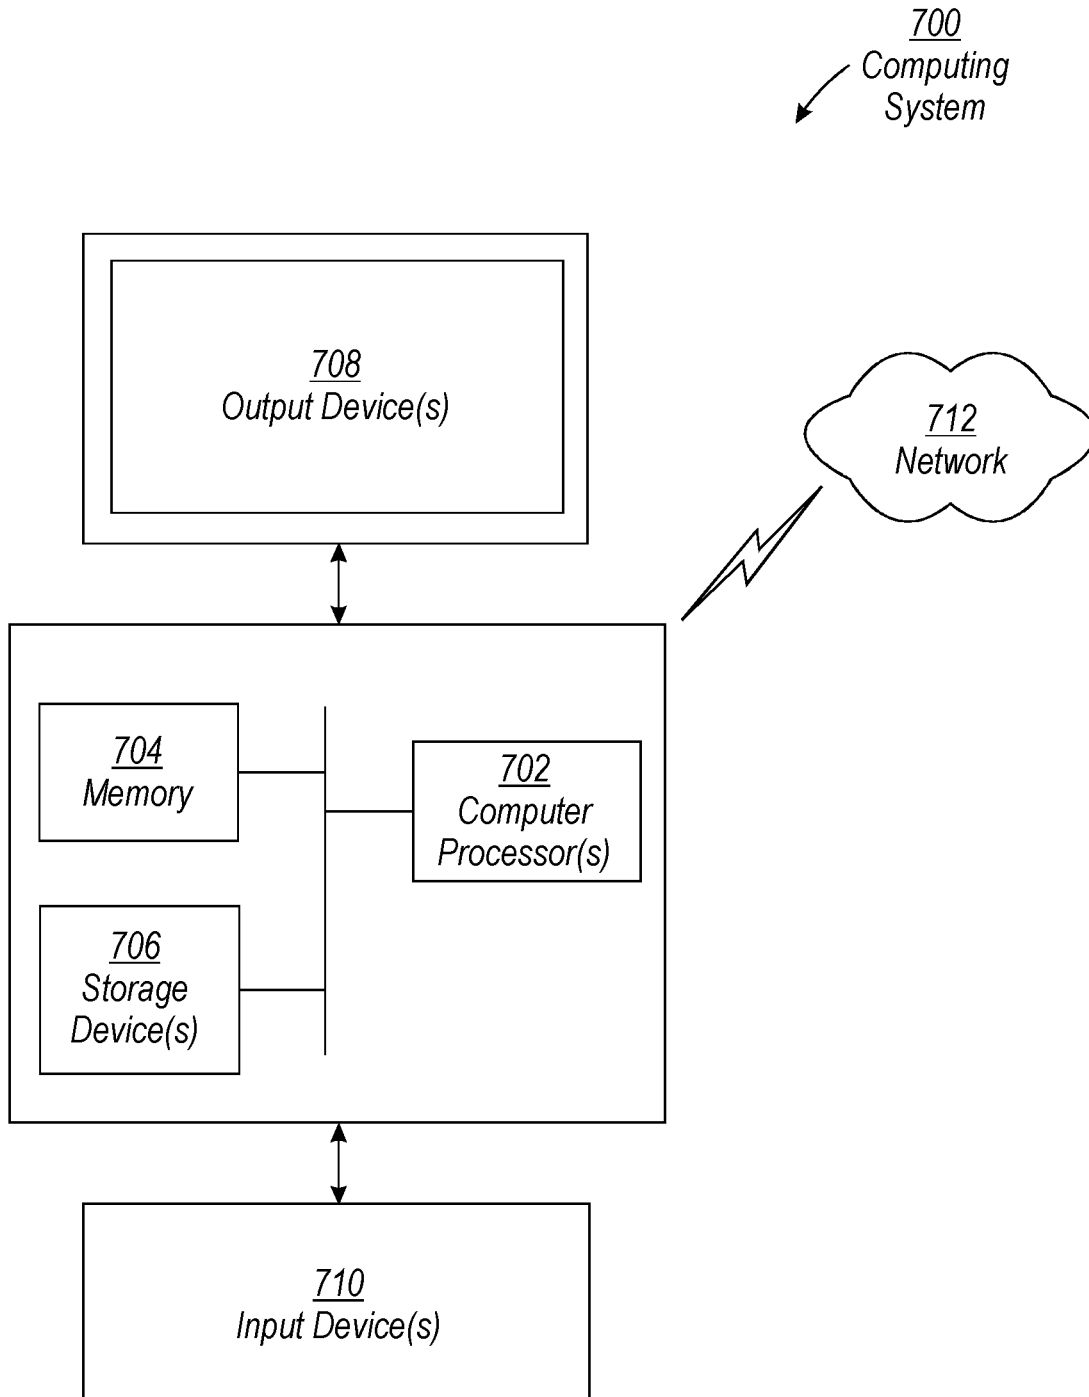 700
Computing
System
708
Output Device(s)
712
Network
704
Memory
702
Computer
Processor(s)
706
Storage
Device(s)
710
Input Device(s)